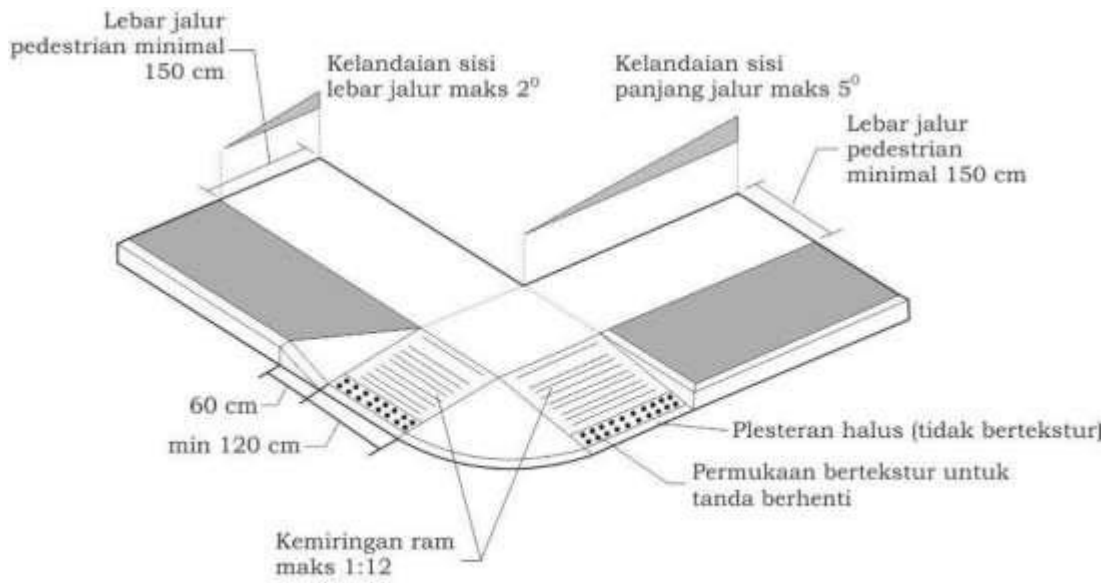 Lebar jalur
pedestrian minimal
150 cm
Kelandaian sisi
lebar jalur maks 2⁰
Kelandaian sisi
panjang jalur maks 5⁰
Lebar jalur
pedestrian
minimal 150 cm
60 cm
min 120 cm
Plesteran halus (tidak bertekstur)
Permukaan bertekstur untuk
tanda berhenti
Kemiringan ram
maks 1:12